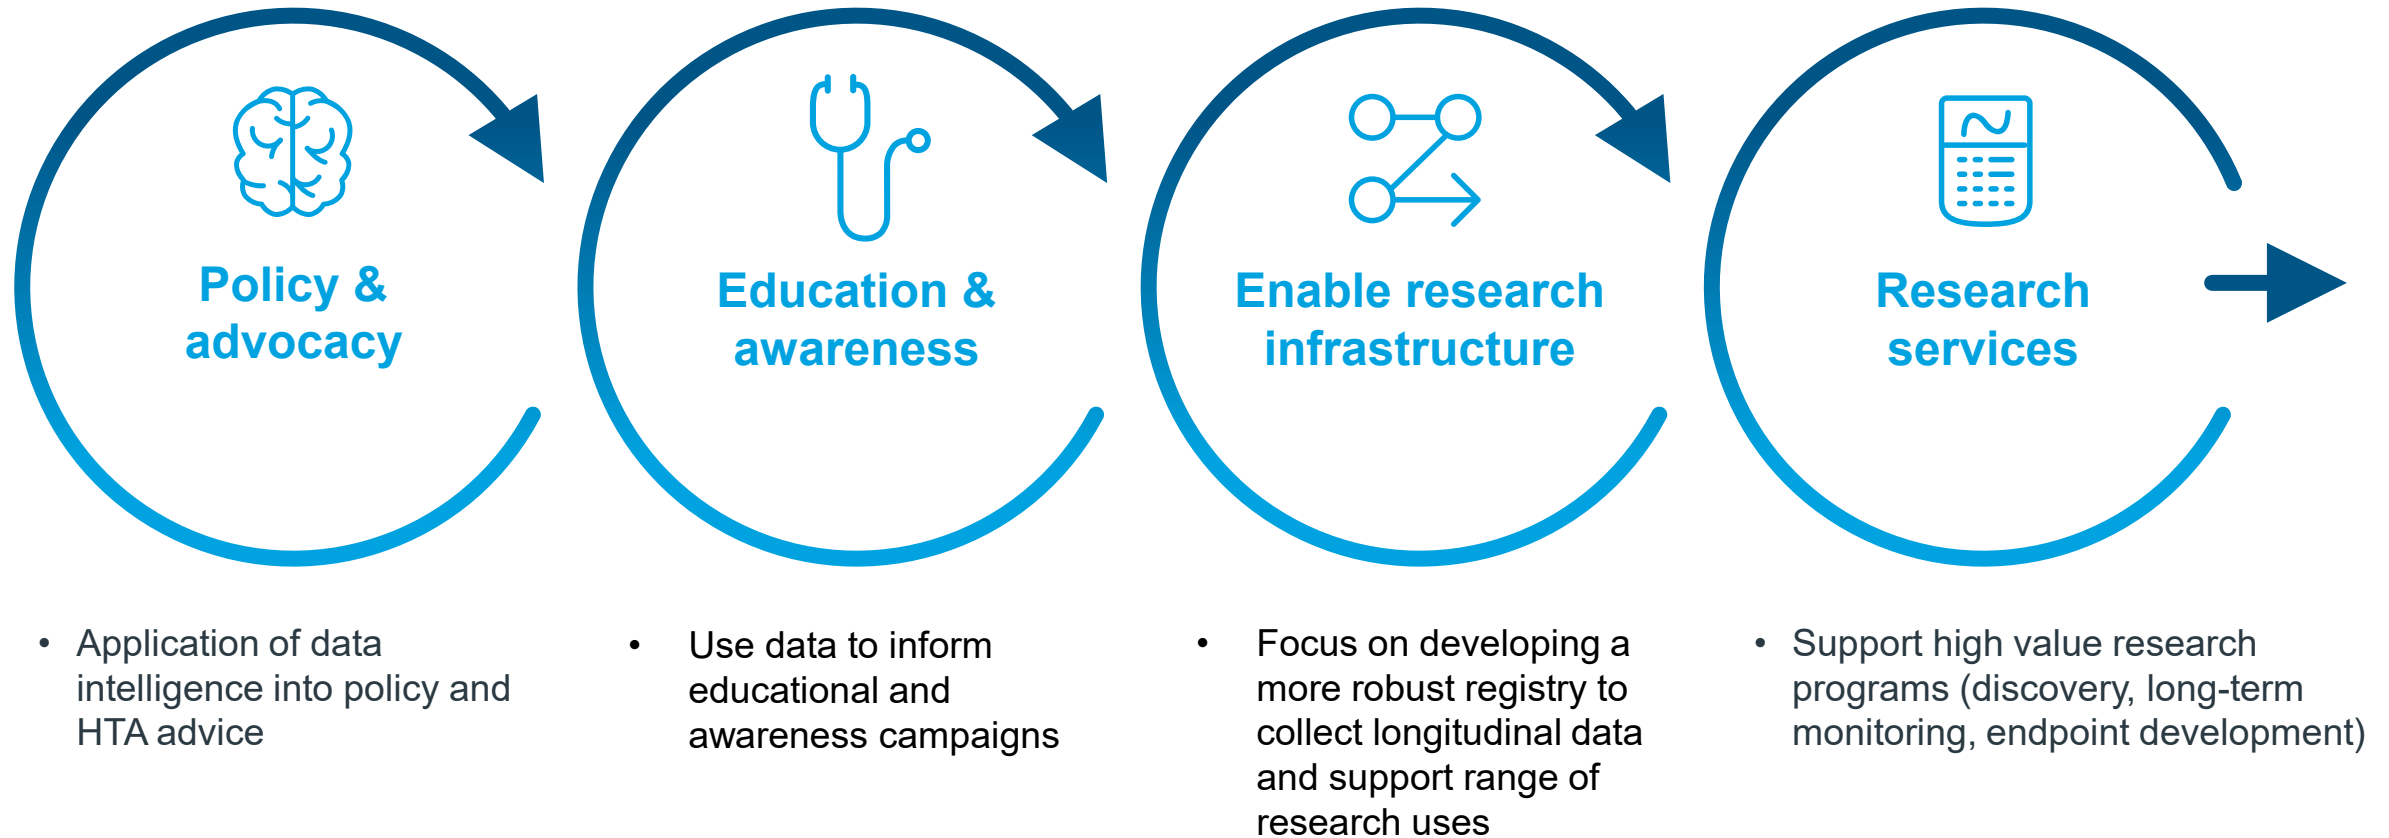 Policy &
advocacy
Education &
awareness
Enable research
infrastructure
Research
services
• Application of data
intelligence into policy and
HTA advice
• Use data to inform
educational and
awareness campaigns
• Focus on developing a
more robust registry to
collect longitudinal data
and support range of
research uses
• Support high value research
programs (discovery, long-term
monitoring, endpoint development)